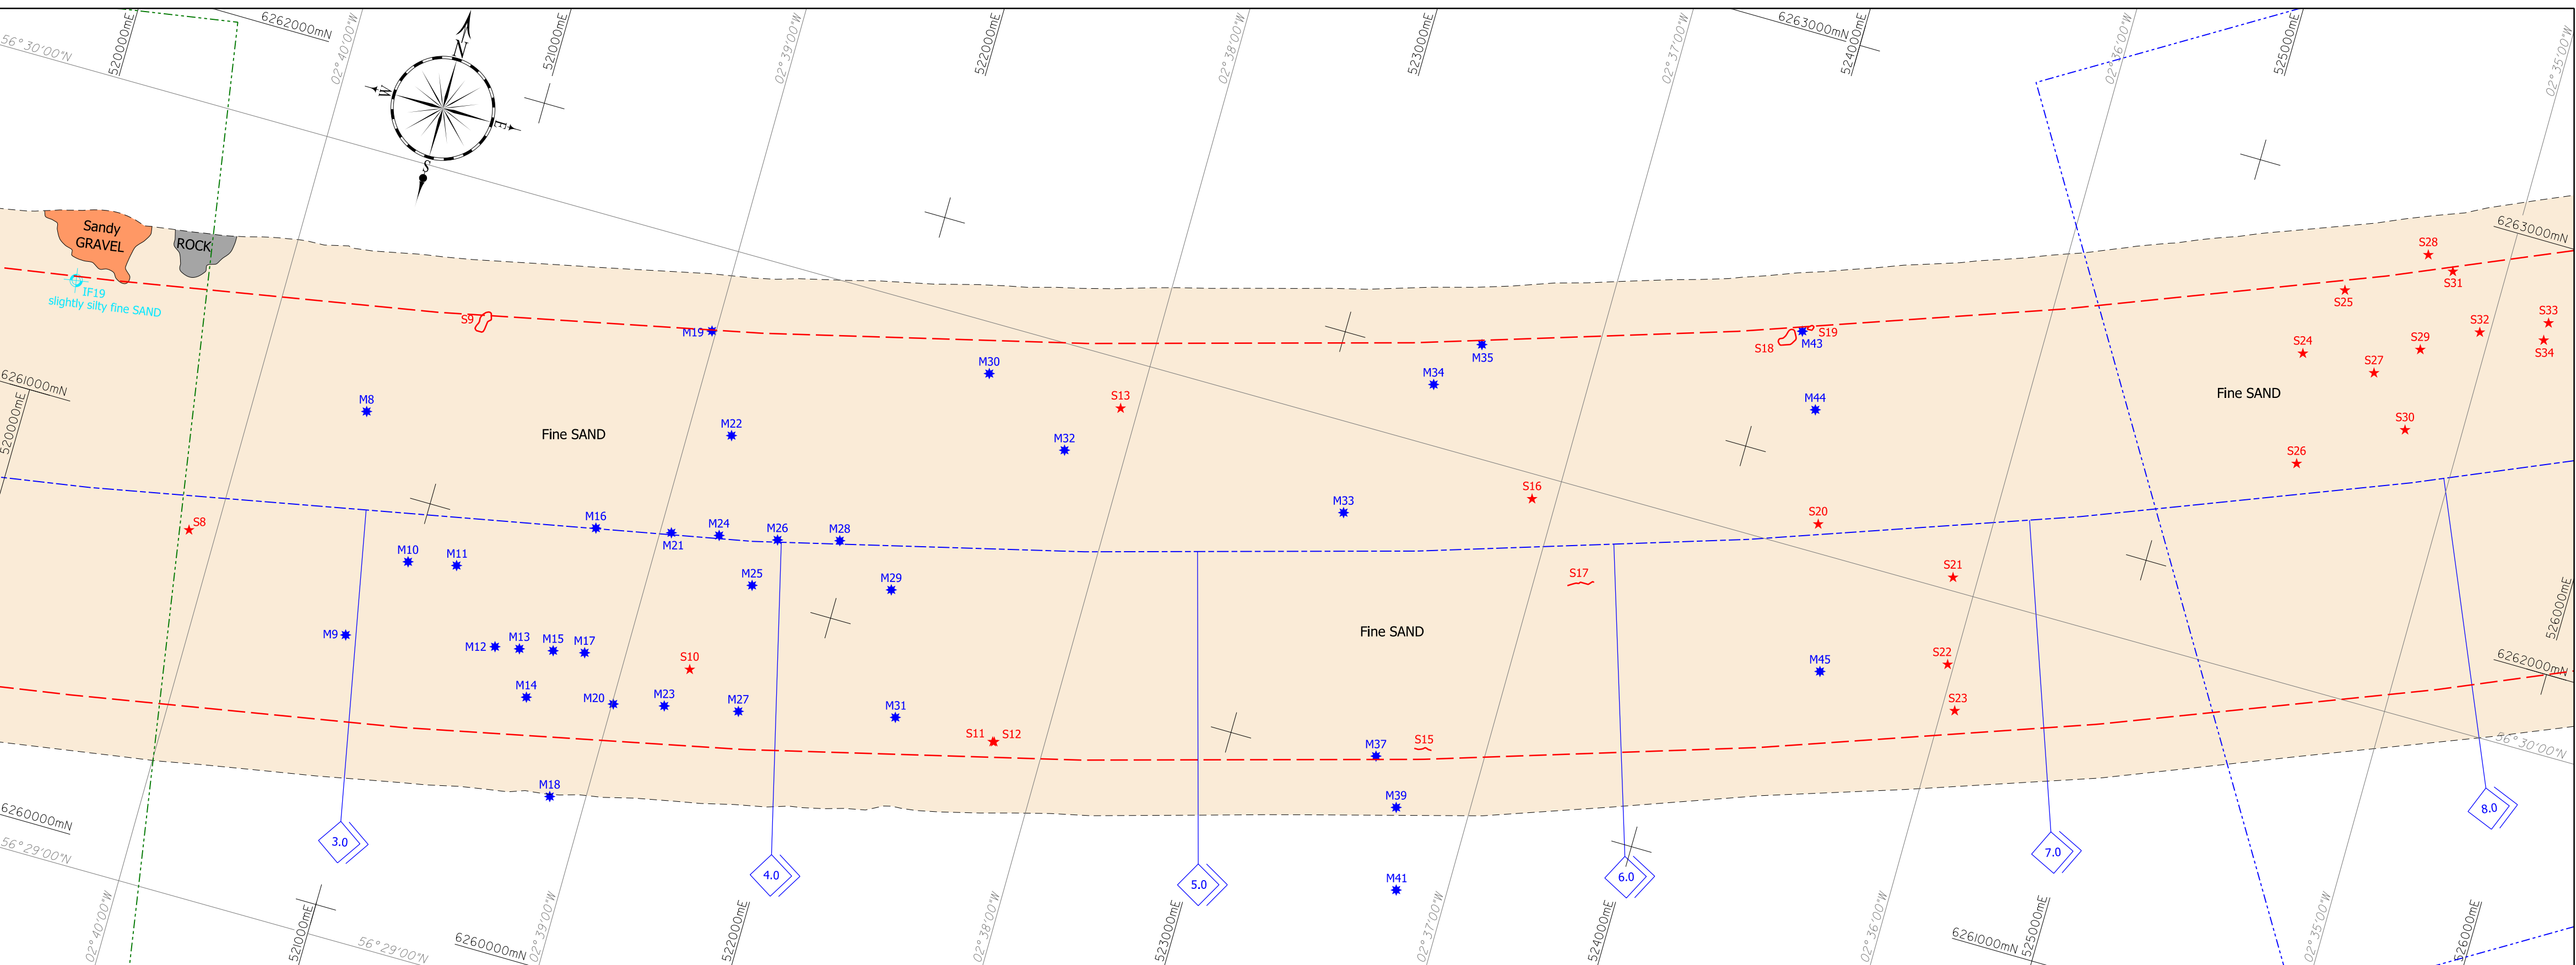 520000mE
6262000mN
02°40'00"W
521000mE
02°39'00"W
522000mE
02°38'00"W
523000mE
02°37'00"W
6263000mN
524000mE
02°36'00"W
525000mE
02°35'00"W
56°30'00"N
N
W
E
S
Sandy
GRAVEL
ROCK
6263000mN
S28
S31
S25
IF19
slightly silty fine SAND
S9
M19
M30
M35
M34
S18
M43
S19
S33
S32
S29
S34
S24
S27
6261000mN
520000mE
M8
S13
M44
Fine SAND
S30
Fine SAND
M22
M32
S26
S16
M33
S20
S8
M16
M21
M24
M26
M28
M10
M11
M25
M29
S17
S21
526000mE
M9
M12
M13
M15
M17
Fine SAND
S10
S22
M45
6262000mN
M14
M20
M23
M27
M31
S23
S11
S12
M37
S15
56°30'00"N
M18
M39
6260000mN
3.0
4.0
5.0
6.0
7.0
8.0
56°29'00"N
M41
02°40'00"W
521000mE
56°29'00"N
6260000mN
02°39'00"W
522000mE
02°38'00"W
523000mE
02°37'00"W
524000mE
02°36'00"W
6261000mN
525000mE
02°35'00"W
526000mE